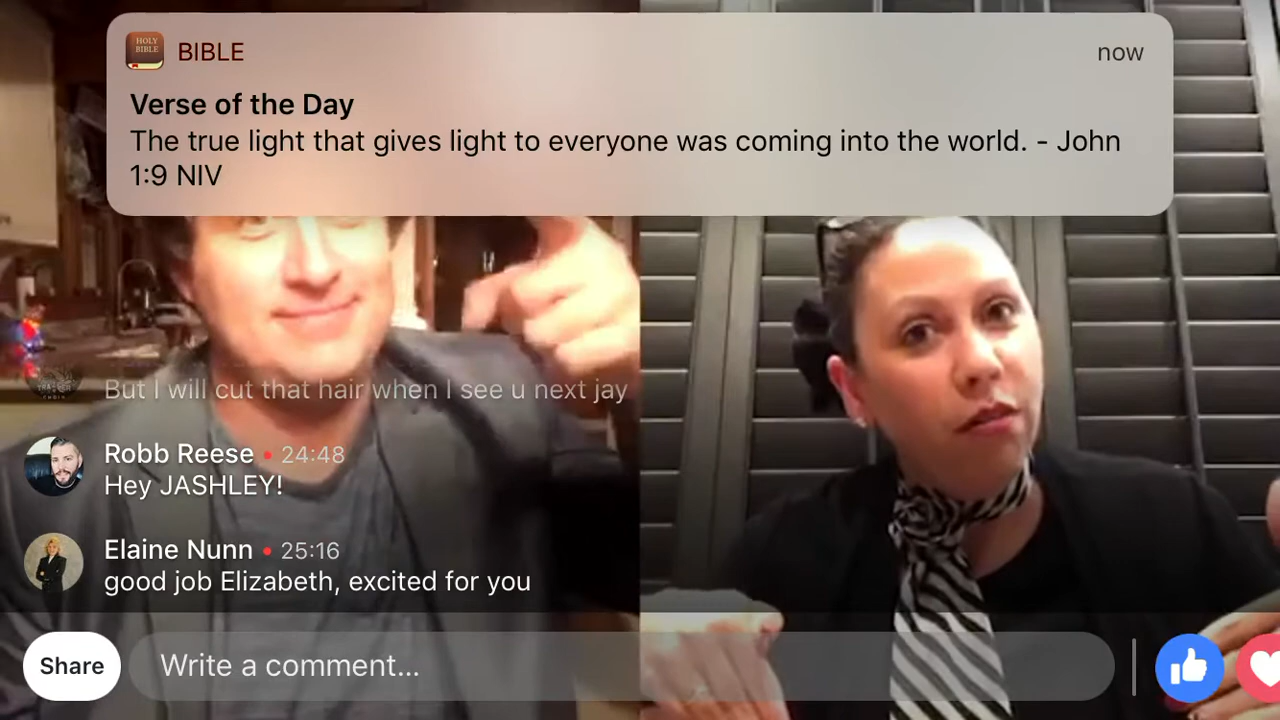 HOLY
BIBLE
BIBLE
now
Verse of the Day
The true light that gives light to everyone was coming into the world. - John
1:9 NIV
But I will cut that hair when I see u next jay
Robb Reese • 24:48
Hey JASHLEY!
Elaine Nunn • 25:16
good job Elizabeth, excited for you
Share
Write a comment...